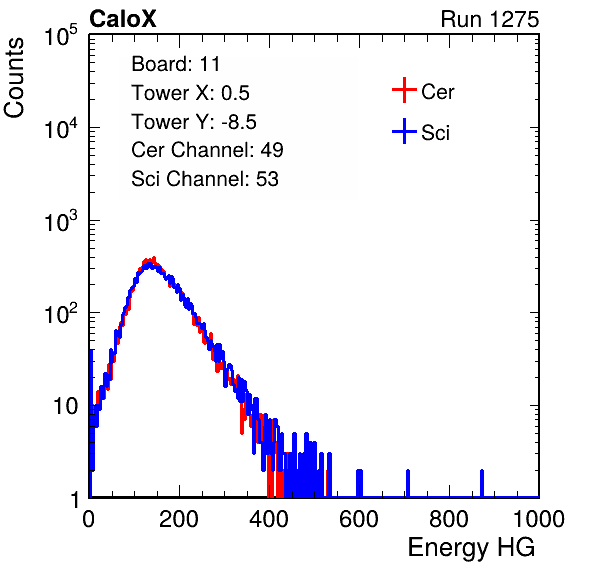 CaloX Run 1275
Counts
10^5
10^4
10^3
10^2
10
1
Board: 11
Tower X: 0.5
Tower Y: -8.5
Cer Channel: 49
Sci Channel: 53
Cer
Sci
0 200 400 600 800 1000
Energy HG